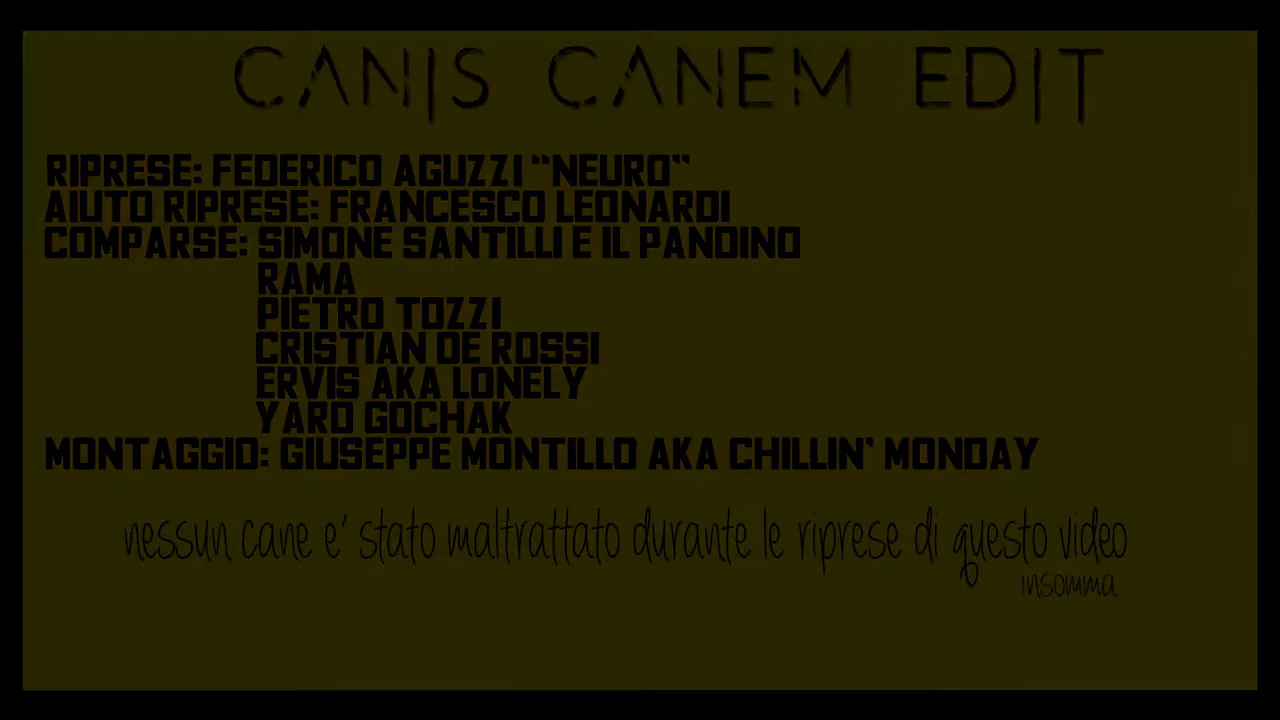 CANIS CANEM EDIT
RIPRESE: FEDERICO AGUZZI "NEURO"
AIUTO RIPRESE: FRANCESCO LEONARDI
COMPARSE: SIMONE SANTILLI E IL PANDINO
RAMA
PIETRO TOZZI
CRISTIAN DE ROSSI
ERVIS AKA LONELY
YARO GOCHAK
MONTAGGIO: GIUSEPPE MONTILLO AKA CHILLIN' MONDAY
nessun cane e' stato maltrattato durante le riprese di questo video
insomma